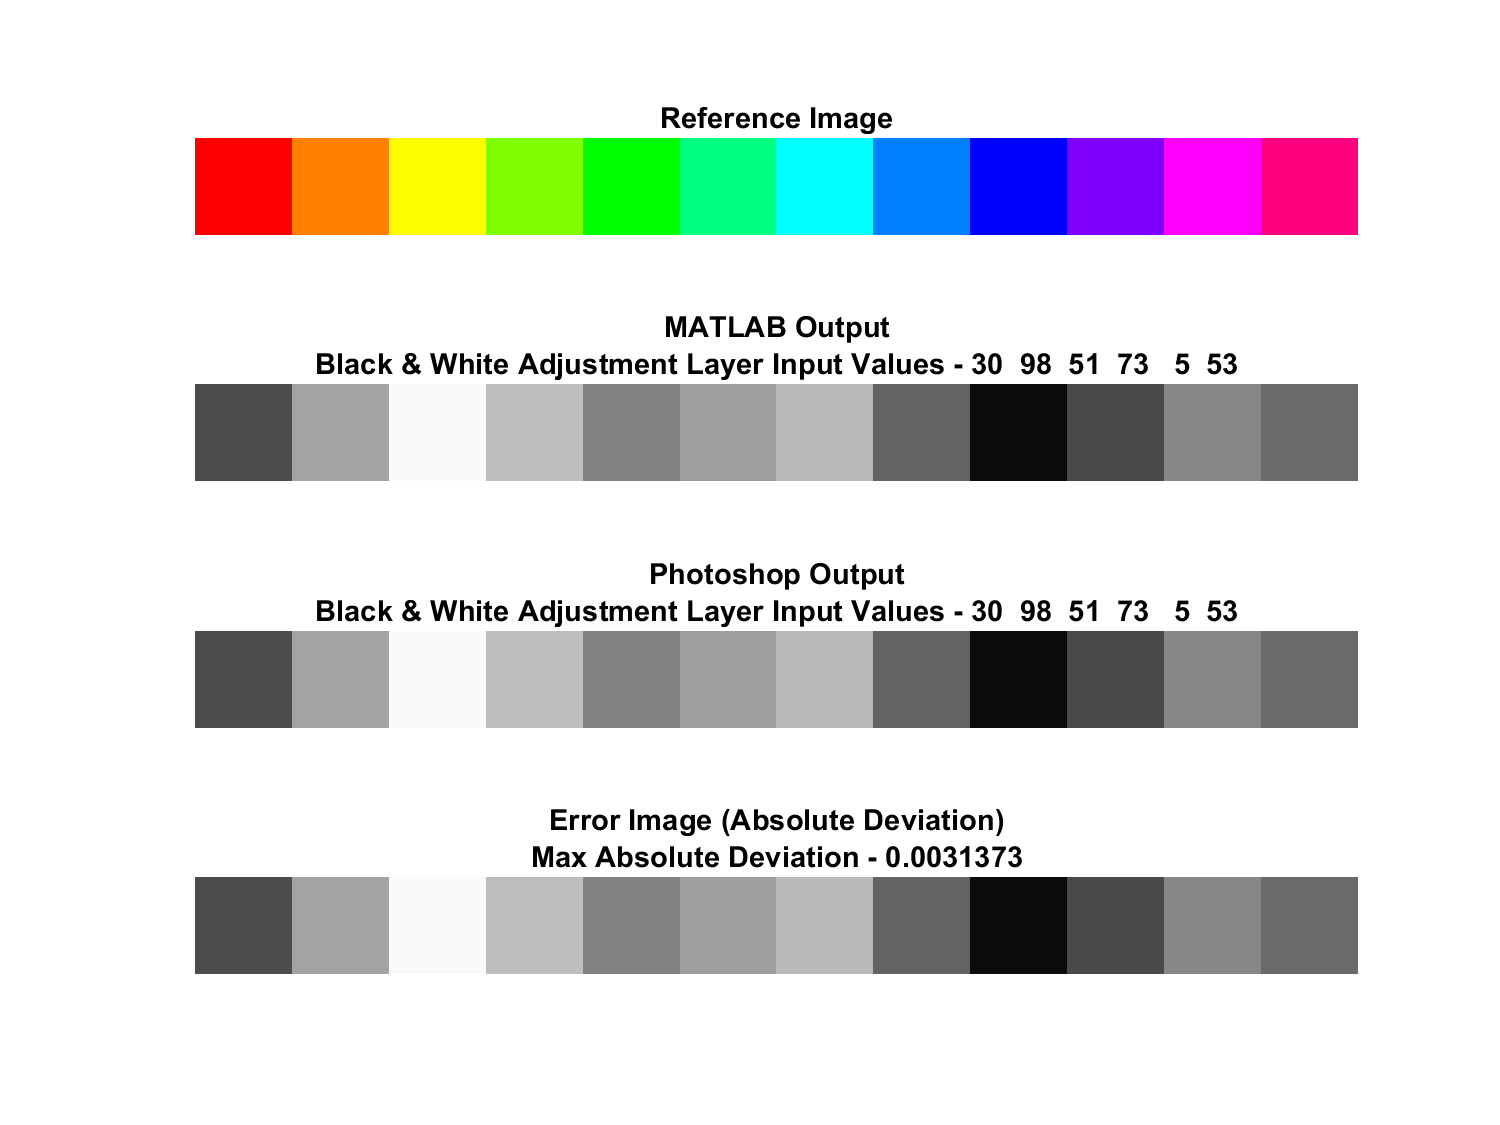 Reference Image
MATLAB Output
Black & White Adjustment Layer Input Values - 30  98  51  73   5  53
Photoshop Output
Black & White Adjustment Layer Input Values - 30  98  51  73   5  53
Error Image (Absolute Deviation)
Max Absolute Deviation - 0.0031373